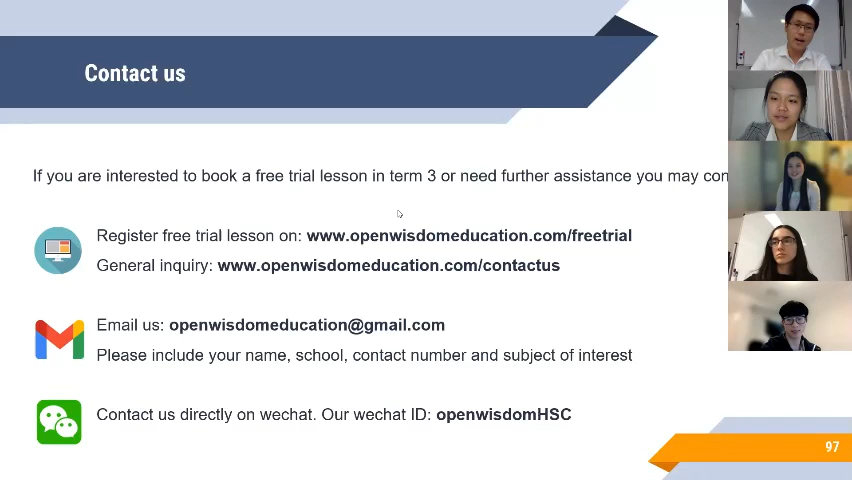 Contact us
If you are interested to book a free trial lesson in term 3 or need further assistance you may
Register free trial lesson on: www.openwisdomeducation.com/freetrial
General inquiry: www.openwisdomeducation.com/contactus
Email us: openwisdomeducation@gmail.com
Please include your name, school, contact number and subject of interest
Contact us directly on wechat. Our wechat ID: openwisdomHSC
97